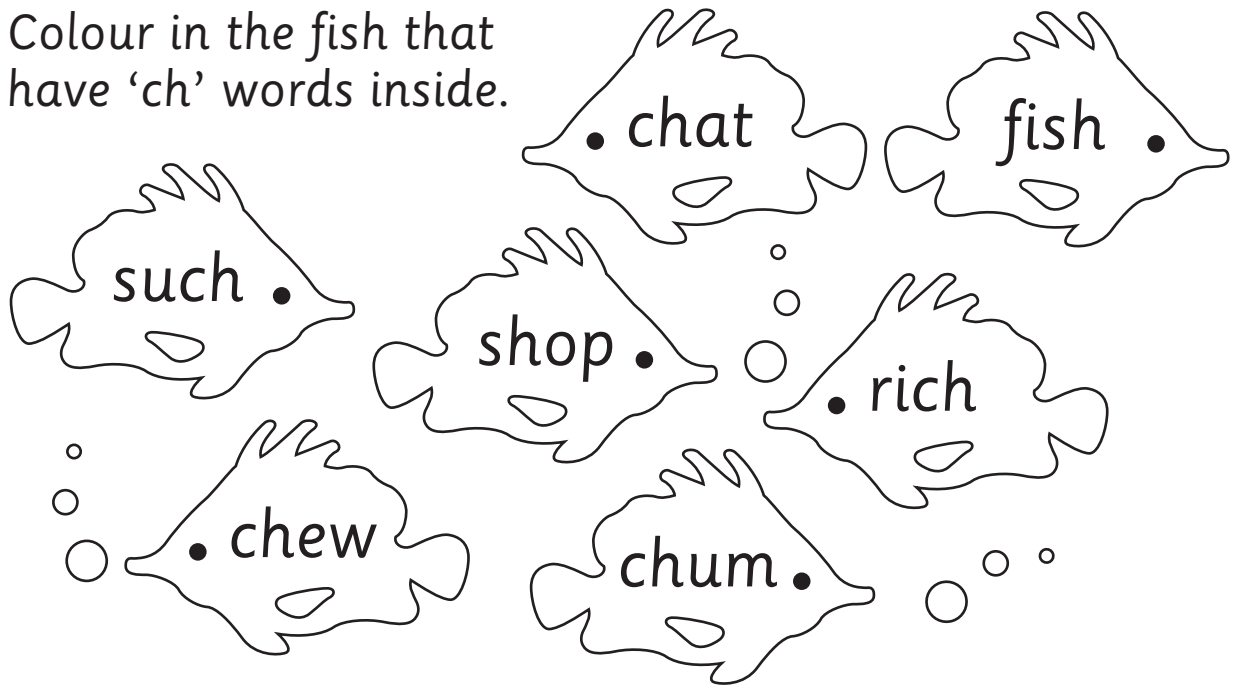 Colour in the fish that
have ‘ch’ words inside.
chat
fish
such
shop
rich
chew
chum